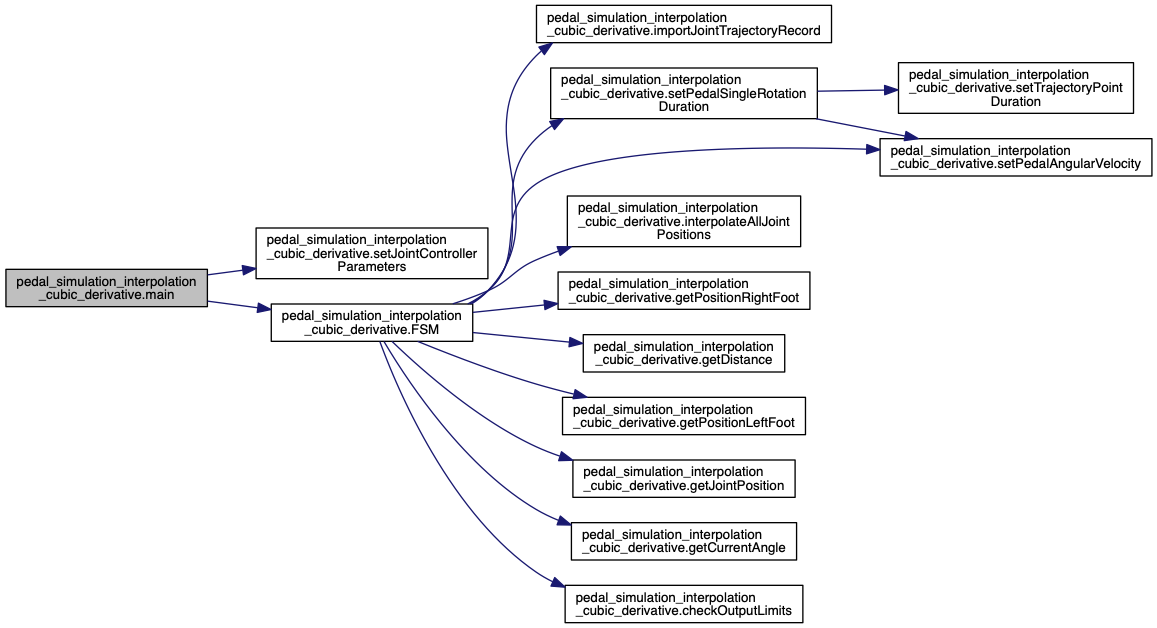 pedal_simulation_interpolation
_cubic_derivative.main
pedal_simulation_interpolation
_cubic_derivative.setJointController
Parameters
pedal_simulation_interpolation
_cubic_derivative.FSM
pedal_simulation_interpolation
_cubic_derivative.importJointTrajectoryRecord
pedal_simulation_interpolation
_cubic_derivative.setPedalSingleRotation
Duration
pedal_simulation_interpolation
_cubic_derivative.setTrajectoryPoint
Duration
pedal_simulation_interpolation
_cubic_derivative.setPedalAngularVelocity
pedal_simulation_interpolation
_cubic_derivative.interpolateAllJoint
Positions
pedal_simulation_interpolation
_cubic_derivative.getPositionRightFoot
pedal_simulation_interpolation
_cubic_derivative.getDistance
pedal_simulation_interpolation
_cubic_derivative.getPositionLeftFoot
pedal_simulation_interpolation
_cubic_derivative.getJointPosition
pedal_simulation_interpolation
_cubic_derivative.getCurrentAngle
pedal_simulation_interpolation
_cubic_derivative.checkOutputLimits